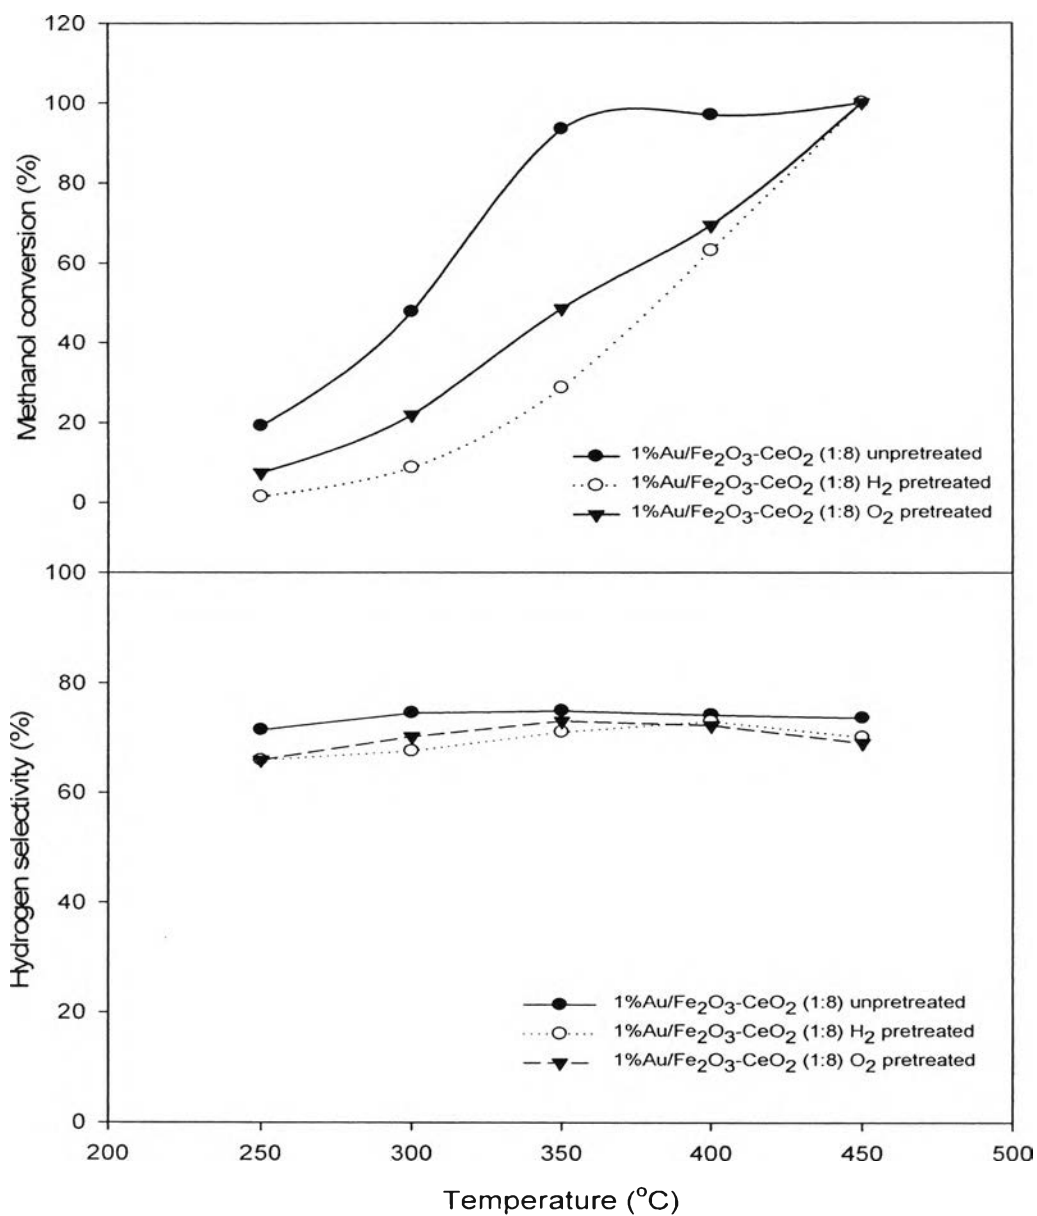 120
100
80
60
40
20
0
Methanol conversion (%)
1%Au/Fe2O3-CeO2 (1:8) unpretreated
1%Au/Fe2O3-CeO2 (1:8) H2 pretreated
1%Au/Fe2O3-CeO2 (1:8) O2 pretreated
100
80
60
40
20
0
Hydrogen selectivity (%)
1%Au/Fe2O3-CeO2 (1:8) unpretreated
1%Au/Fe2O3-CeO2 (1:8) H2 pretreated
1%Au/Fe2O3-CeO2 (1:8) O2 pretreated
200 250 300 350 400 450 500
Temperature (°C)